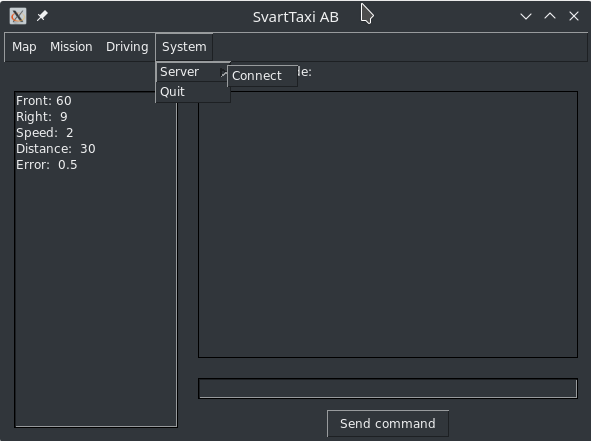 SvartTaxi AB
Map Mission Driving System
Server Connect
Quit
Front: 60
Right: 9
Speed: 2
Distance: 30
Error: 0.5
Send command